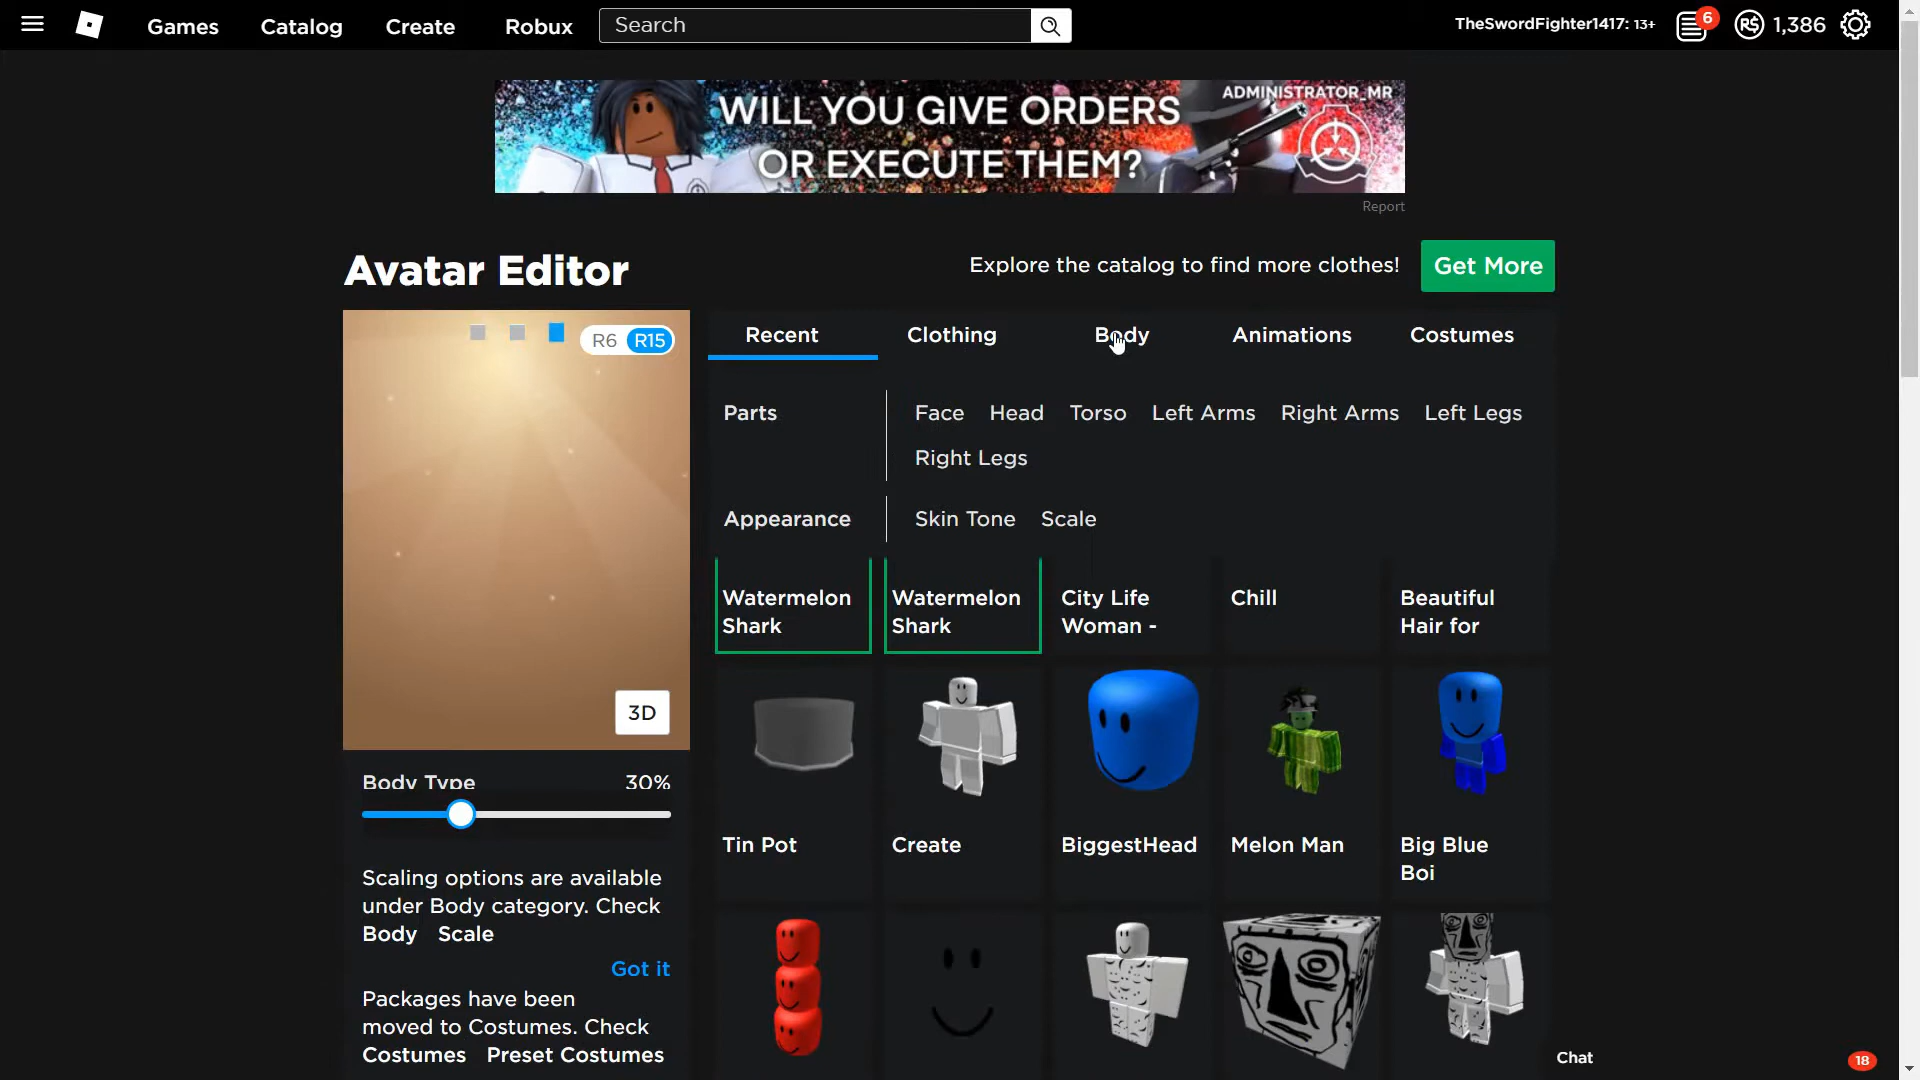 Games Catalog Create Robux Search TheSwordFighter1417: 13+ 6 R$ 1,386
WILL YOU GIVE ORDERS
OR EXECUTE THEM?
ADMINISTRATOR_MR
Report
Avatar Editor
Explore the catalog to find more clothes! Get More
R6 R15
3D
Body Type 30%
Scaling options are available
under Body category. Check
Body Scale
Got it
Packages have been
moved to Costumes. Check
Costumes Preset Costumes
Recent Clothing Body Animations Costumes
Parts Face Head Torso Left Arms Right Arms Left Legs
Right Legs
Appearance Skin Tone Scale
Watermelon
Shark
Watermelon
Shark
City Life
Woman -
Chill
Beautiful
Hair for
Tin Pot
Create
BiggestHead
Melon Man
Big Blue
Boi
Chat 18